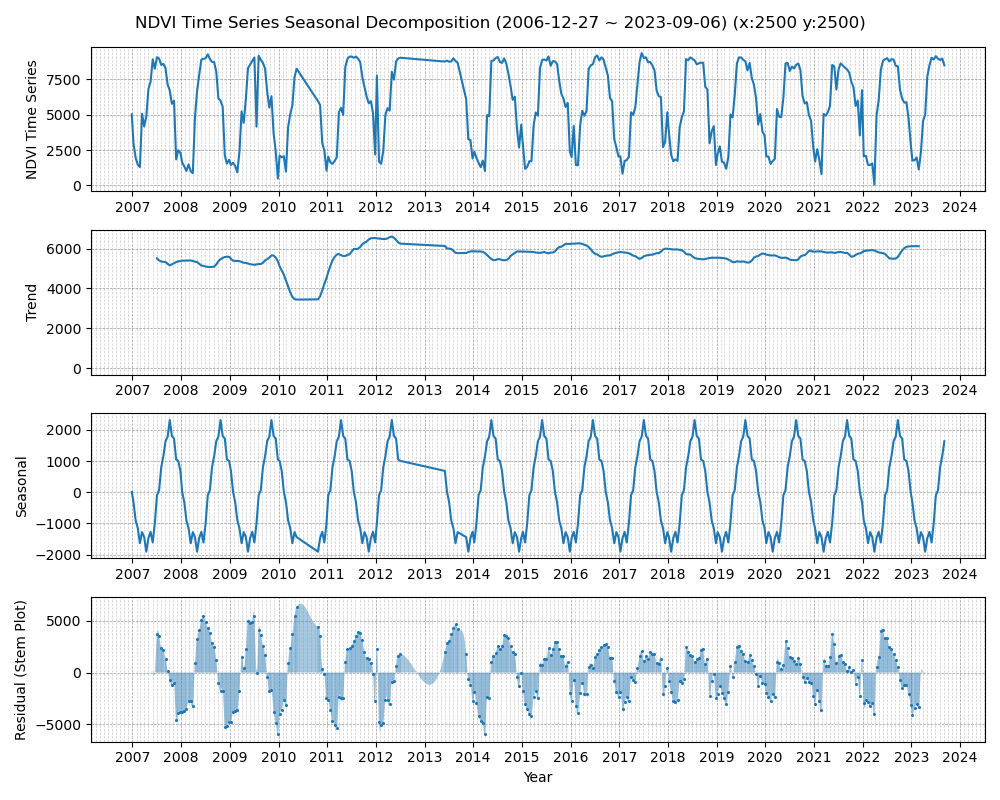 NDVI Time Series Seasonal Decomposition (2006-12-27 ~ 2023-09-06) (x:2500 y:2500)
NDVI Time Series
7500
5000
2500
0
2007 2008 2009 2010 2011 2012 2013 2014 2015 2016 2017 2018 2019 2020 2021 2022 2023 2024
Trend
6000
4000
2000
0
2007 2008 2009 2010 2011 2012 2013 2014 2015 2016 2017 2018 2019 2020 2021 2022 2023 2024
Seasonal
2000
1000
0
−1000
−2000
2007 2008 2009 2010 2011 2012 2013 2014 2015 2016 2017 2018 2019 2020 2021 2022 2023 2024
Residual (Stem Plot)
5000
0
−5000
2007 2008 2009 2010 2011 2012 2013 2014 2015 2016 2017 2018 2019 2020 2021 2022 2023 2024
Year